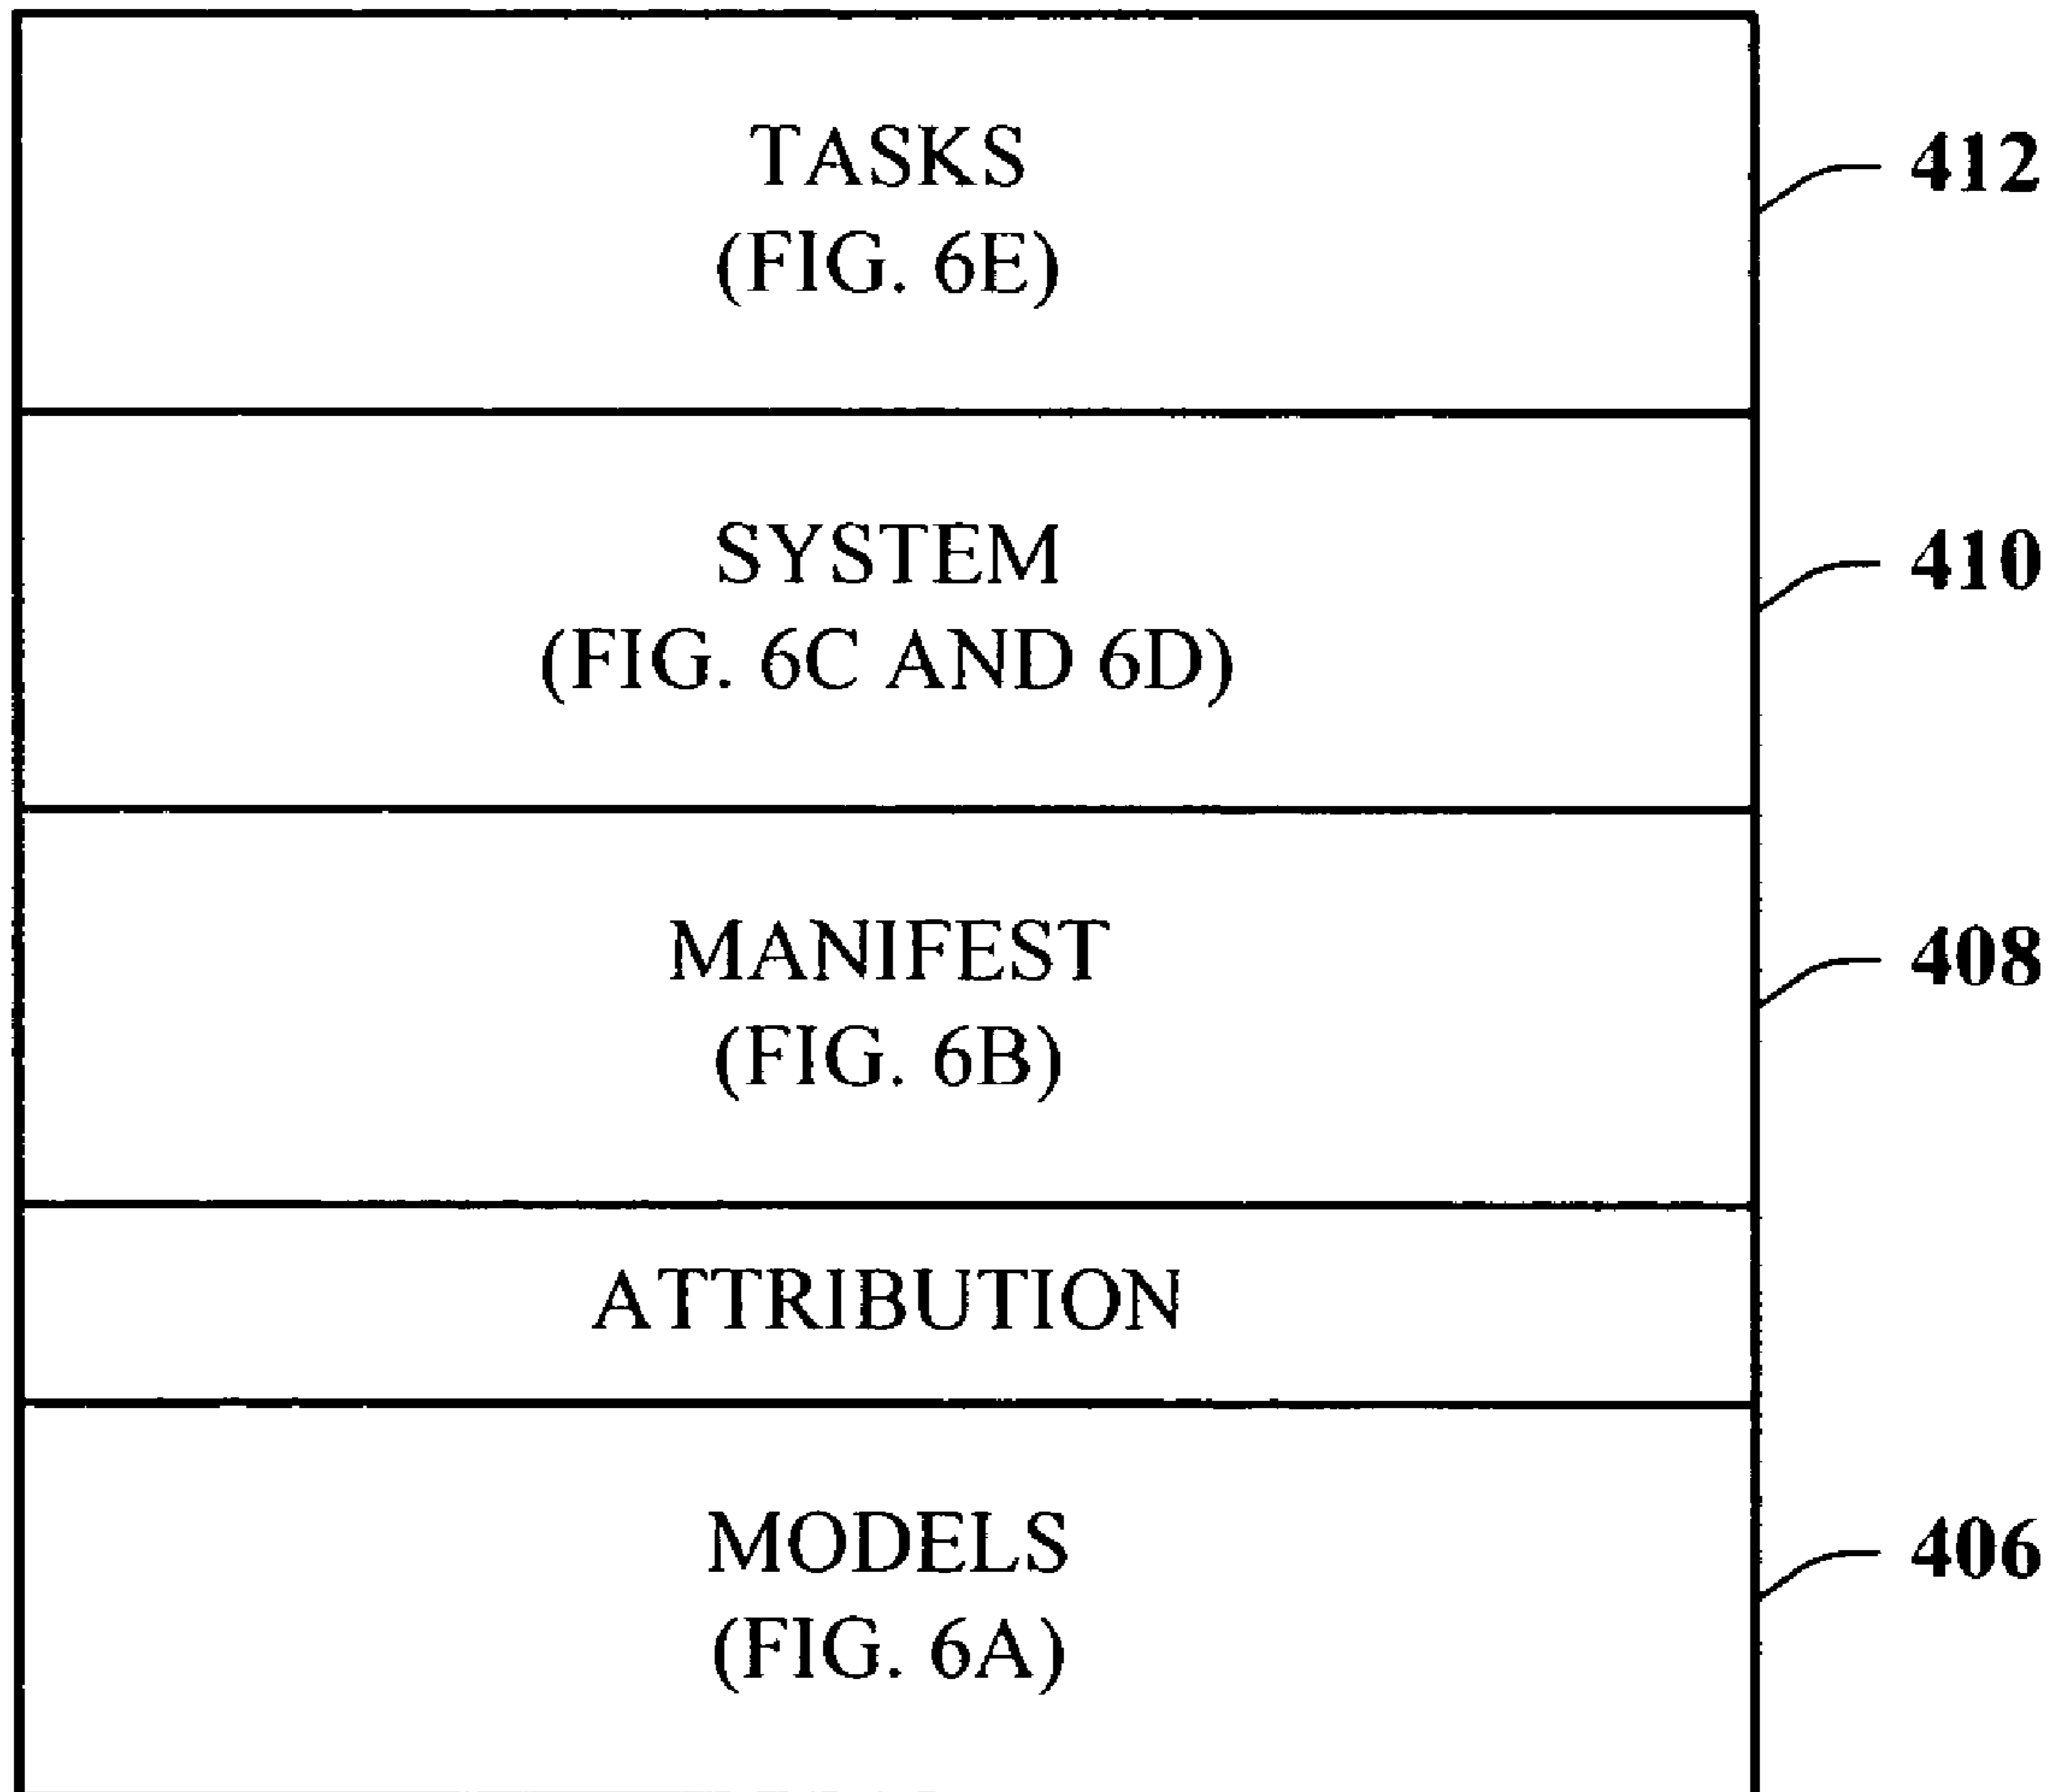 TASKS
(FIG. 6E)
412
SYSTEM
(FIG. 6C AND 6D)
410
MANIFEST
(FIG. 6B)
408
ATTRIBUTION
MODELS
(FIG. 6A)
406